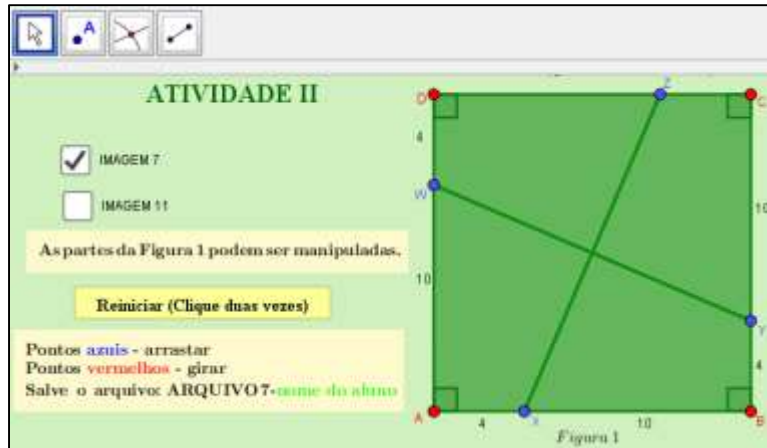 A
ATIVIDADE II
IMAGEM 7
IMAGEM 11
As partes da Figura 1 podem ser manipuladas.
Reiniciar (Clique duas vezes)
Pontos azuis - arrastar
Pontos vermelhos - girar
Salve o arquivo: ARQUIVO 7-nome do aluno
D
Z
C
4
W
10
10
Y
4
A
4
X
10
B
Figura 1